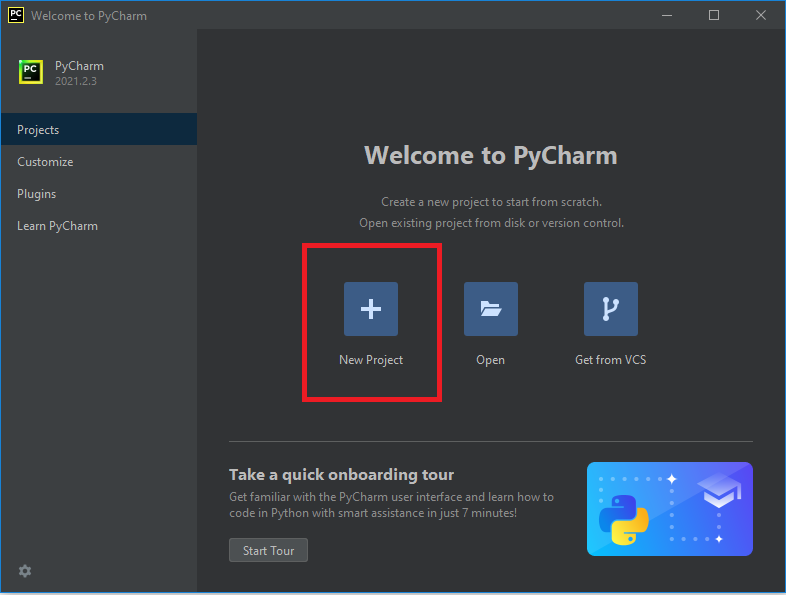 PC Welcome to PyCharm
PC PyCharm
2021.2.3
Projects
Customize
Plugins
Learn PyCharm
Welcome to PyCharm
Create a new project to start from scratch.
Open existing project from disk or version control.
New Project
Open
Get from VCS
Take a quick onboarding tour
Get familiar with the PyCharm user interface and learn how to
code in Python with smart assistance in just 7 minutes!
Start Tour